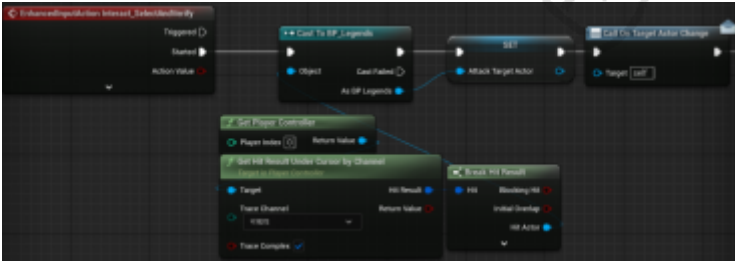 EnhancedInputAction Interact_SelectAndVerify
Triggered
Started
Action Value
Cast To BP_Legends
Object
Cast Failed
As BP Legends
SET
Attack Target Actor
Call On Target Actor Change
Target self
Get Player Controller
Player Index 0
Return Value
Get Hit Result Under Cursor by Channel
Target is Player Controller
Target
Hit Result
Trace Channel
Return Value
Trace Complex
Break Hit Result
Hit
Blocking Hit
Initial Overlap
Hit Actor